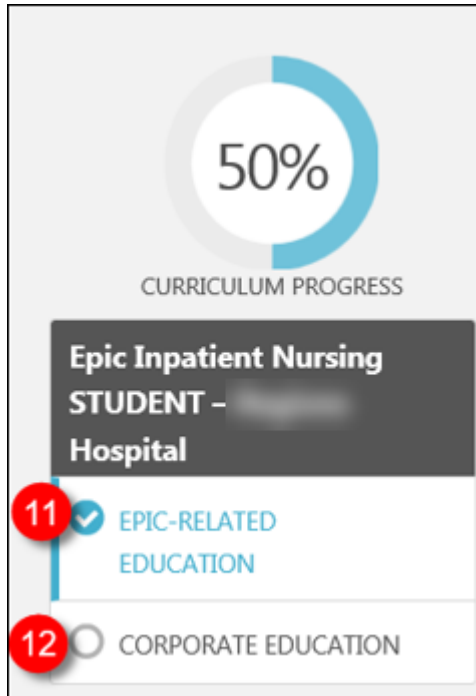 50%
CURRICULUM PROGRESS
Epic Inpatient Nursing
STUDENT –
Hospital
11 EPIC-RELATED
EDUCATION
12 CORPORATE EDUCATION